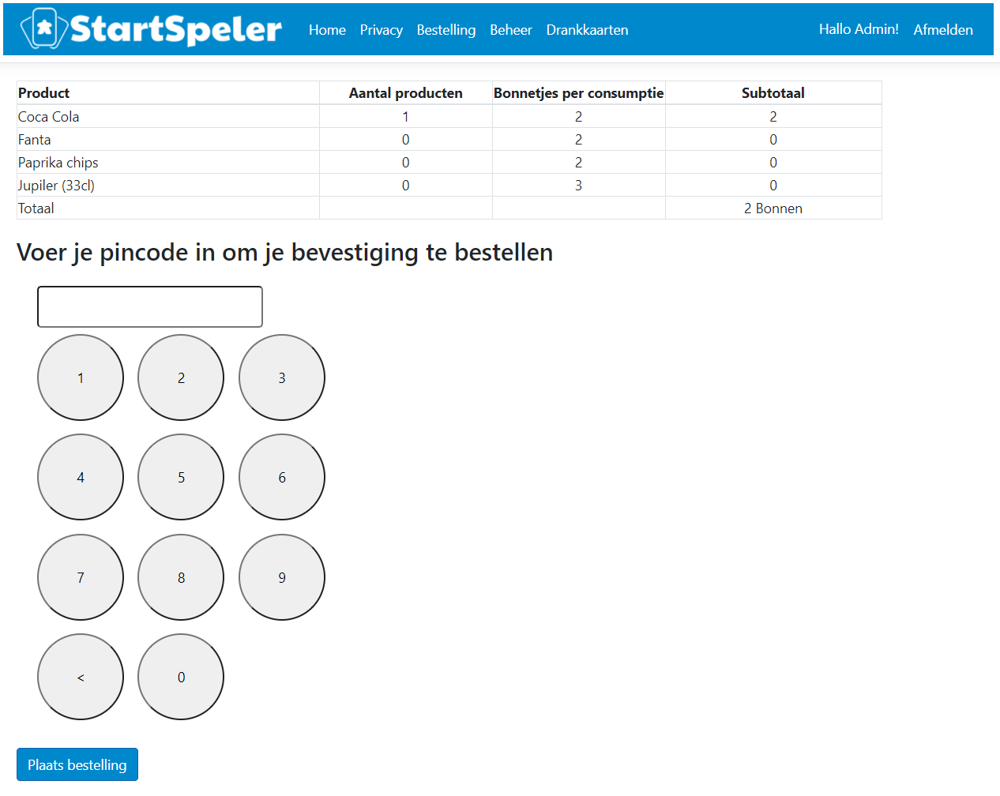 StartSpeler Home Privacy Bestelling Beheer Drankkaarten Hallo Admin! Afmelden
Product Aantal producten Bonnetjes per consumptie Subtotaal
Coca Cola 1 2 2
Fanta 0 2 0
Paprika chips 0 2 0
Jupiler (33cl) 0 3 0
Totaal 2 Bonnen
Voer je pincode in om je bevestiging te bestellen
1 2 3
4 5 6
7 8 9
< 0
Plaats bestelling